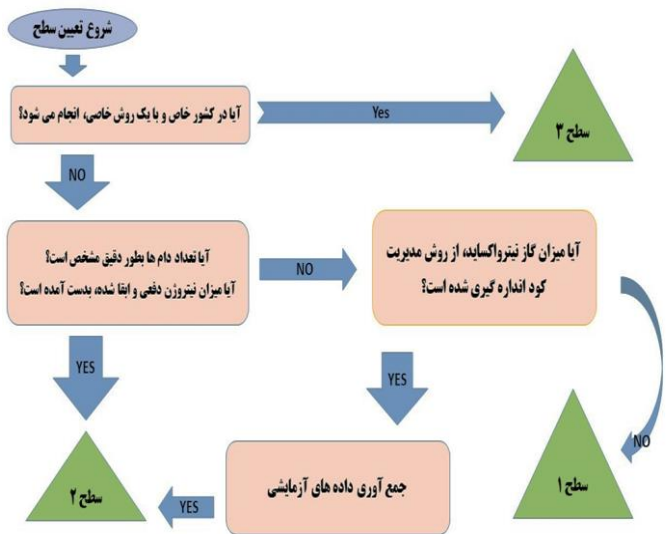 شروع تعیین سطح
آیا در کشور خاص و با یک روش خاصی، انجام می شود؟
Yes
سطح ۳
NO
آیا تعداد دام ها بطور دقیق مشخص است؟
آیا میزان نیتروژن دفعی و ابقا شده، بدست آمده است؟
NO
آیا میزان گاز نیترواکساید، از روش مدیریت
کود اندازه گیری شده است؟
YES
YES
NO
سطح ۲
YES
جمع آوری داده های آزمایشی
سطح ۱